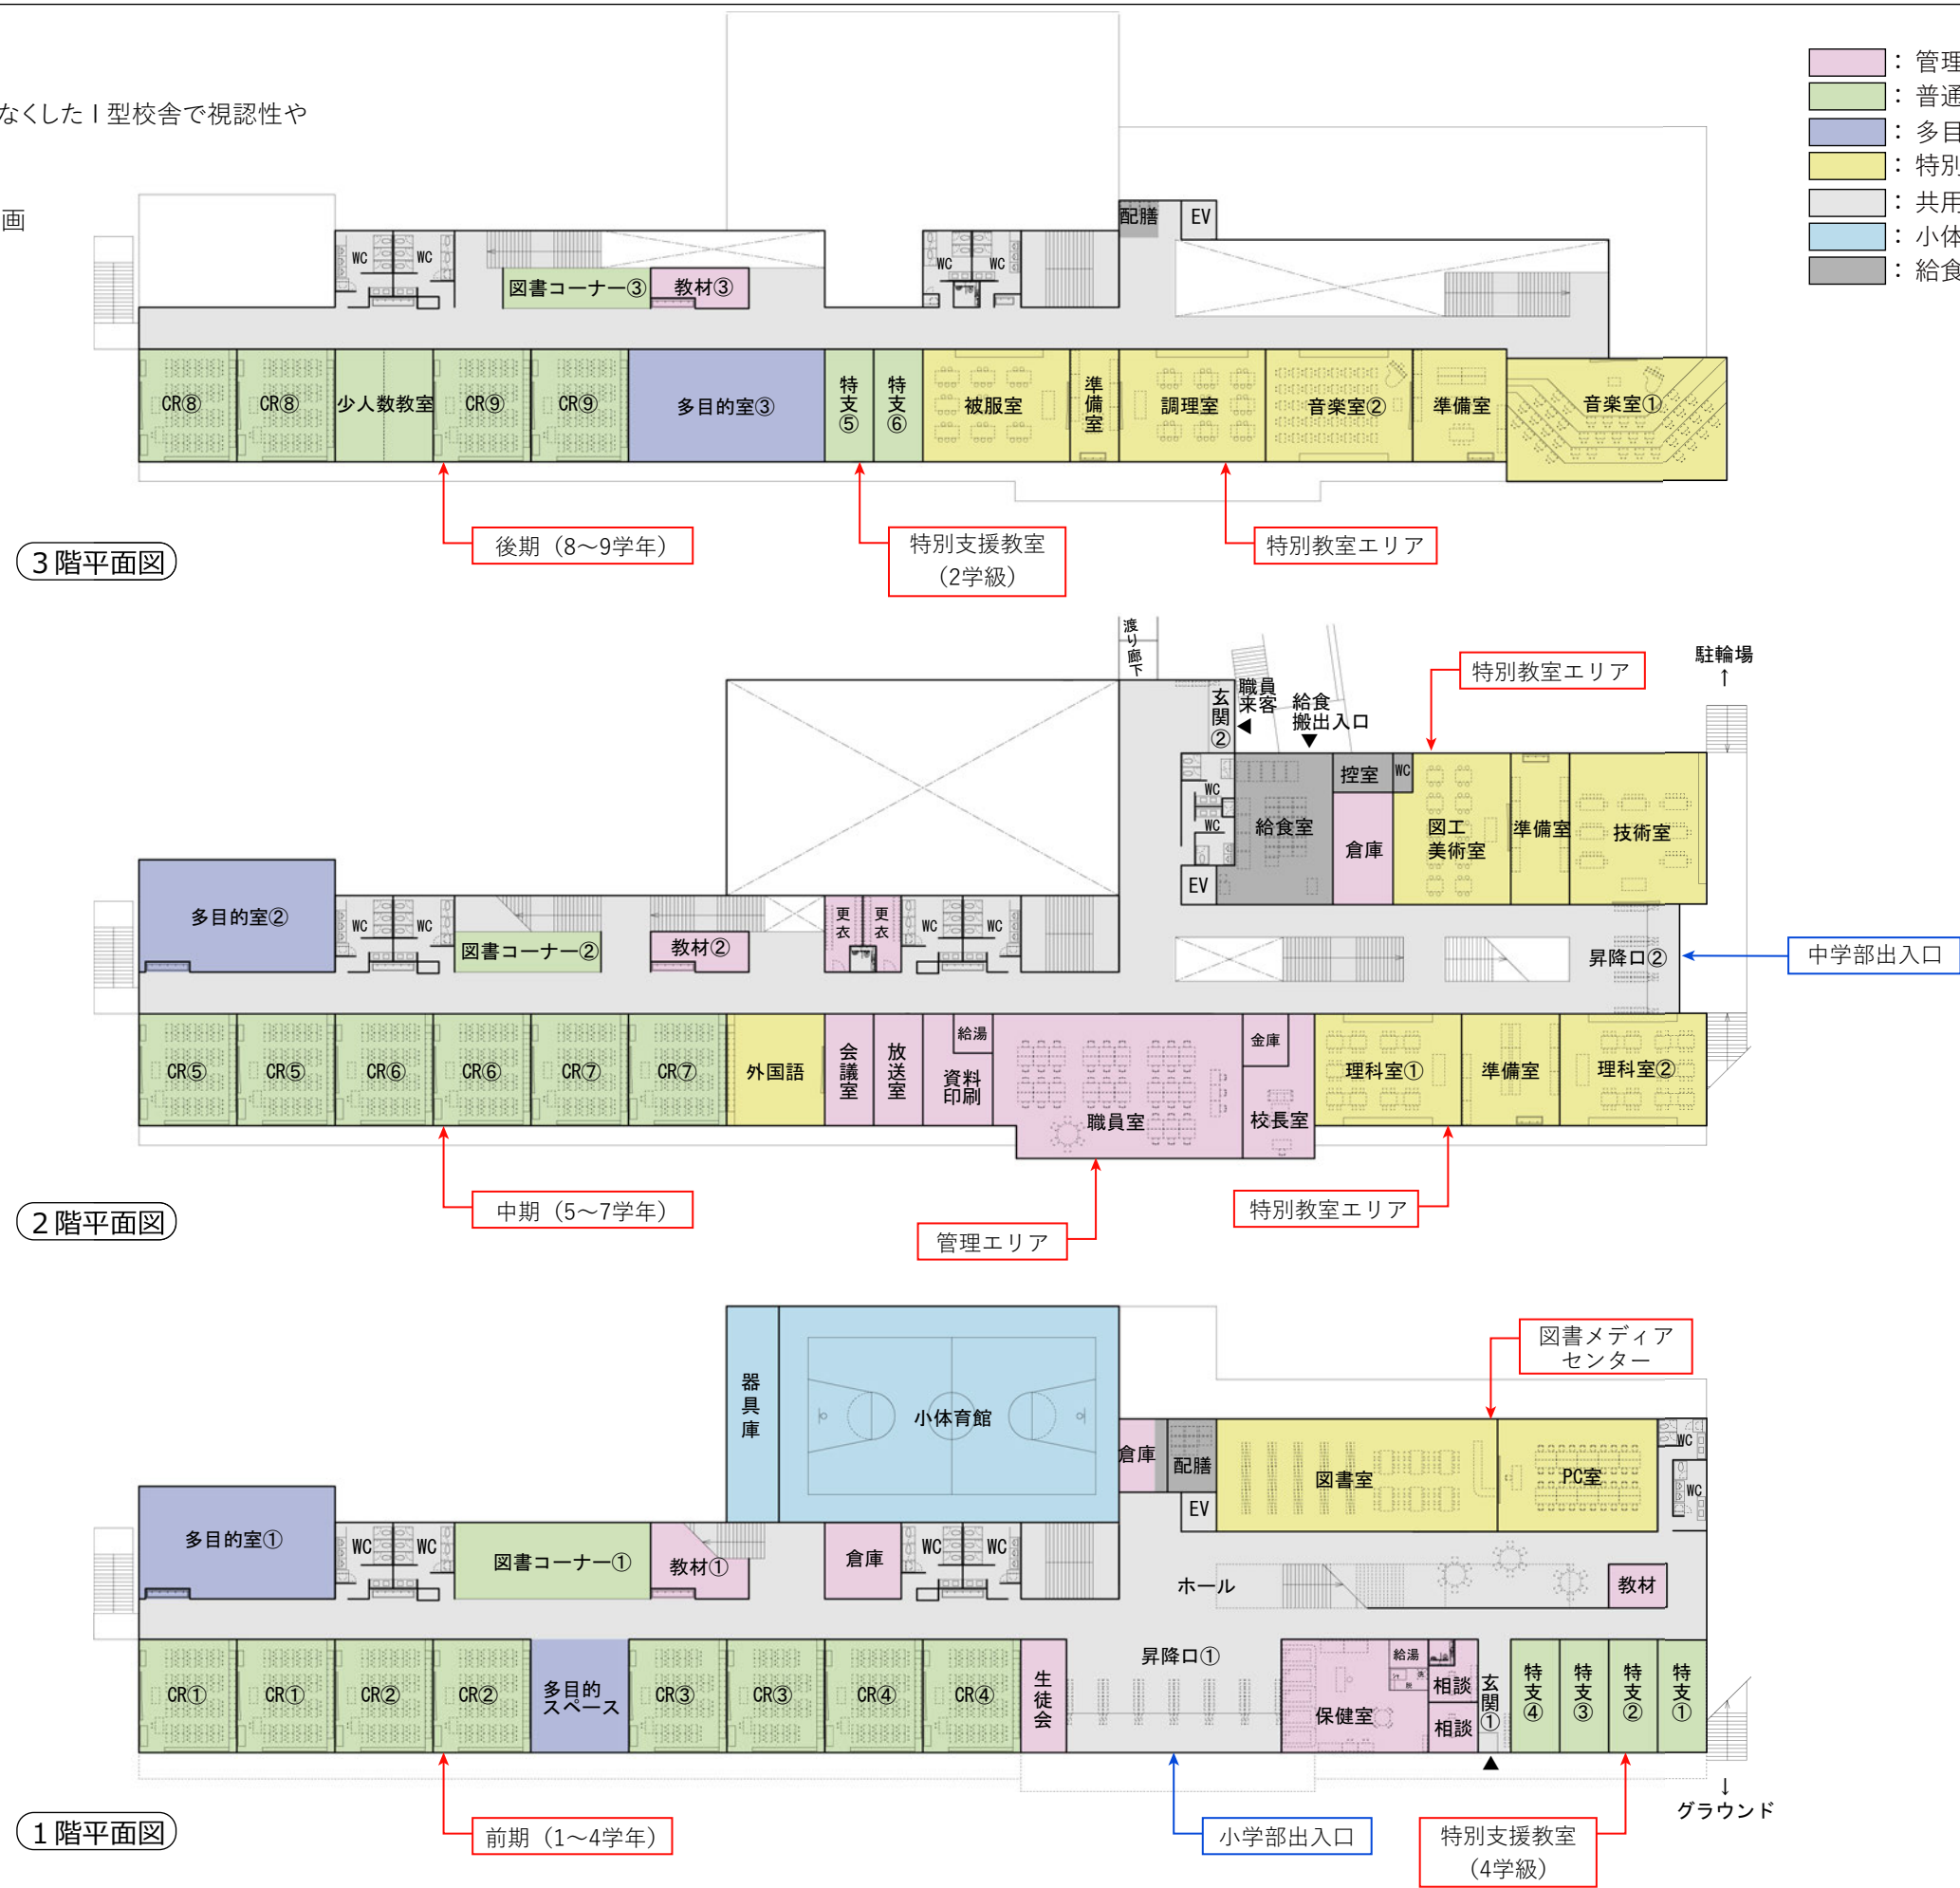 なくしたI型校舎で視認性や
画
：管理
：普通
：多目
：特別
：共用
：小体
：給食
配膳
EV
WC
WC
図書コーナー③
教材③
WC
WC
CR⑧
CR⑧
少人数教室
CR⑨
CR⑨
多目的室③
特支⑤
特支⑥
被服室
準備室
調理室
音楽室②
準備室
音楽室①
後期（8～9学年）
特別支援教室
（2学級）
特別教室エリア
3階平面図
渡り廊下
玄関②
職員
来客
給食
搬出入口
特別教室エリア
駐輪場
↑
WC
WC
EV
給食室
控室
WC
倉庫
図工
美術室
準備室
技術室
多目的室②
WC
WC
図書コーナー②
教材②
更衣
更衣
WC
WC
昇降口②
中学部出入口
CR⑤
CR⑤
CR⑥
CR⑥
CR⑦
CR⑦
外国語
会議室
放送室
給湯
資料
印刷
職員室
金庫
校長室
理科室①
準備室
理科室②
中期（5～7学年）
管理エリア
特別教室エリア
2階平面図
図書メディア
センター
器具庫
小体育館
倉庫
配膳
EV
図書室
PC室
WC
WC
多目的室①
WC
WC
図書コーナー①
教材①
倉庫
WC
WC
ホール
教材
CR①
CR①
CR②
CR②
多目的
スペース
CR③
CR③
CR④
CR④
生徒会
昇降口①
保健室
給湯
相談
相談
玄関①
特支④
特支③
特支②
特支①
↓
グラウンド
前期（1～4学年）
小学部出入口
特別支援教室
（4学級）
1階平面図